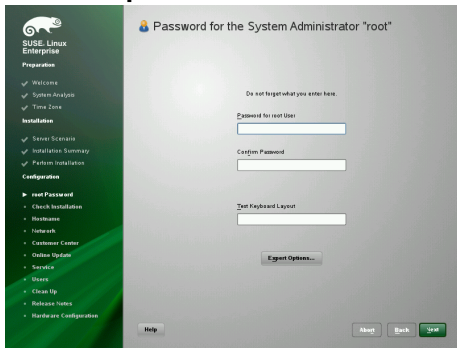 SUSE. Linux
Enterprise
Preparation
Welcome
System Analysis
Time Zone
Installation
Server Scenario
Installation Summary
Perform Installation
Configuration
root Password
Check Installation
Hostname
Network
Customer Center
Online Update
Service
Users
Clean Up
Release Notes
Hardware Configuration
Password for the System Administrator "root"
Do not forget what you enter here.
Password for root User
Confirm Password
Test Keyboard Layout
Expert Options...
Help
Abort
Back
Next